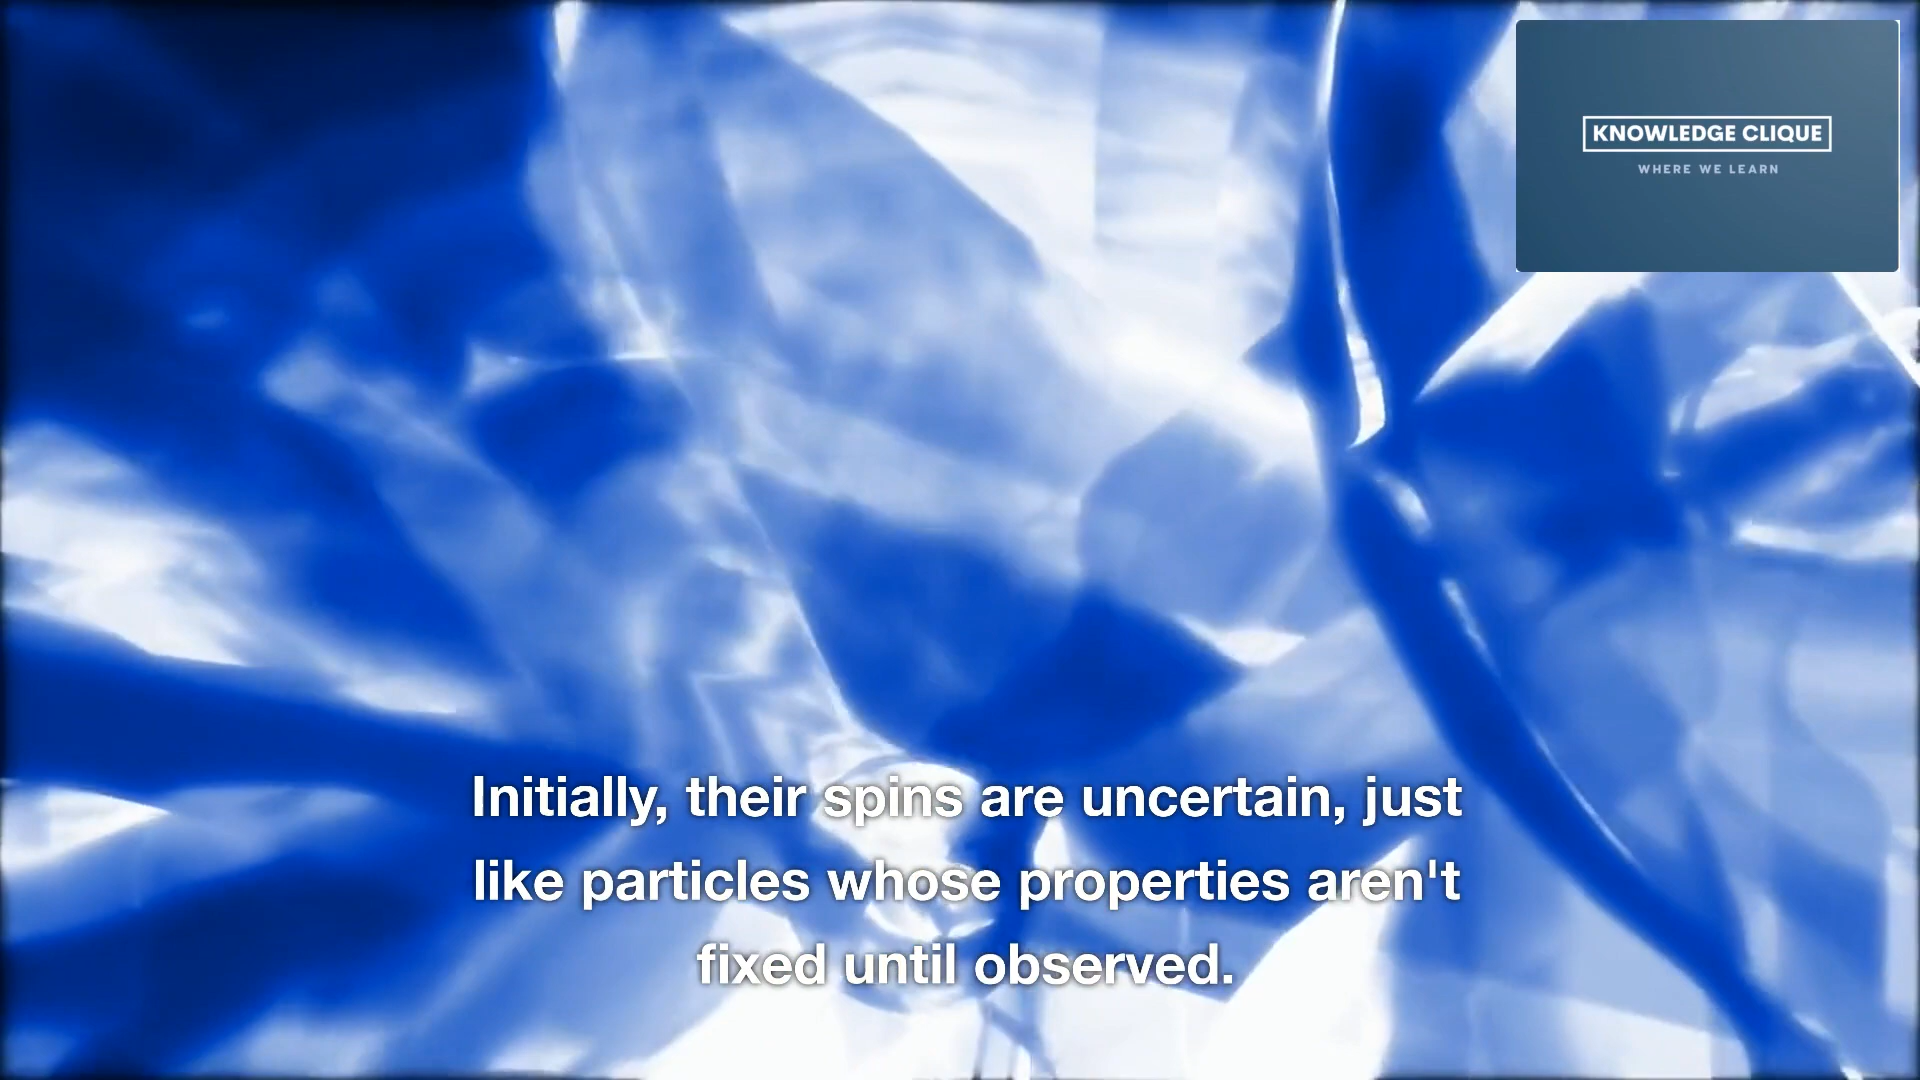 KNOWLEDGE CLIQUE
WHERE WE LEARN
Initially, their spins are uncertain, just
like particles whose properties aren't
fixed until observed.